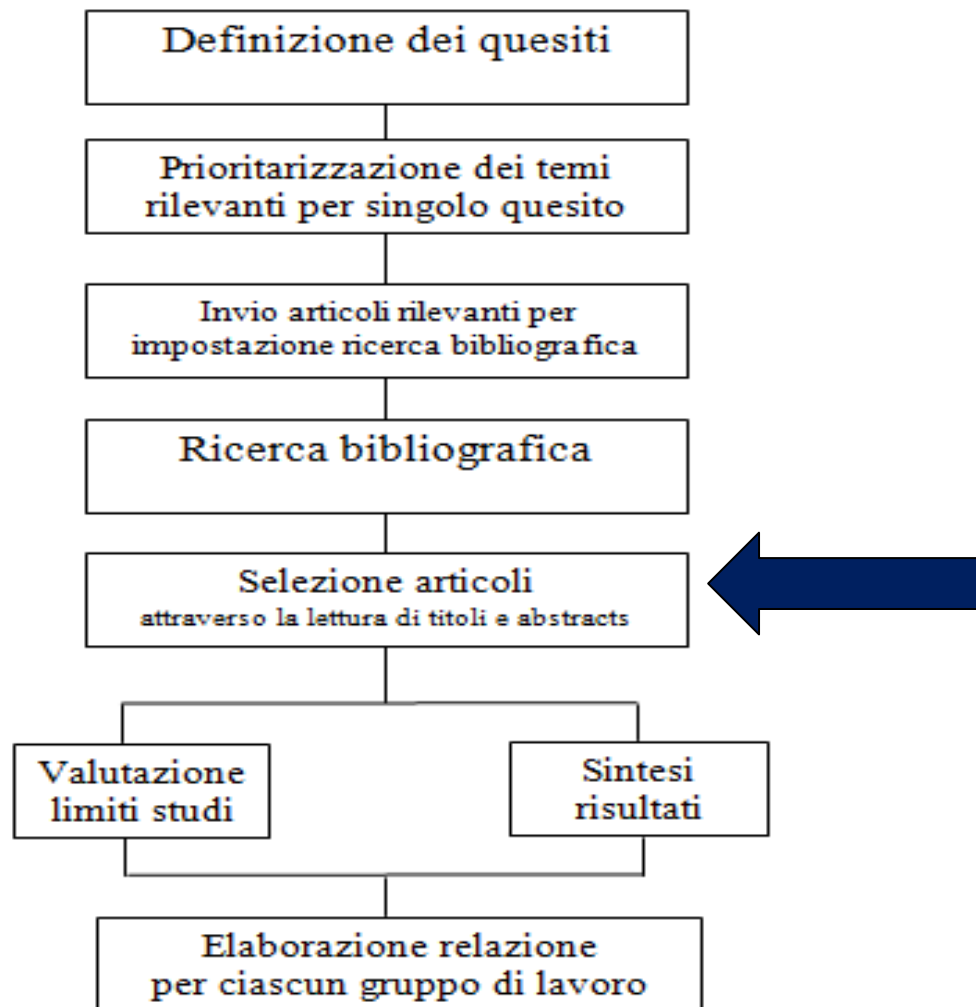 Definizione dei quesiti
Prioritarizzazione dei temi
rilevanti per singolo quesito
Invio articoli rilevanti per
impostazione ricerca bibliografica
Ricerca bibliografica
Selezione articoli
attraverso la lettura di titoli e abstracts
Valutazione
limiti studi
Sintesi
risultati
Elaborazione relazione
per ciascun gruppo di lavoro